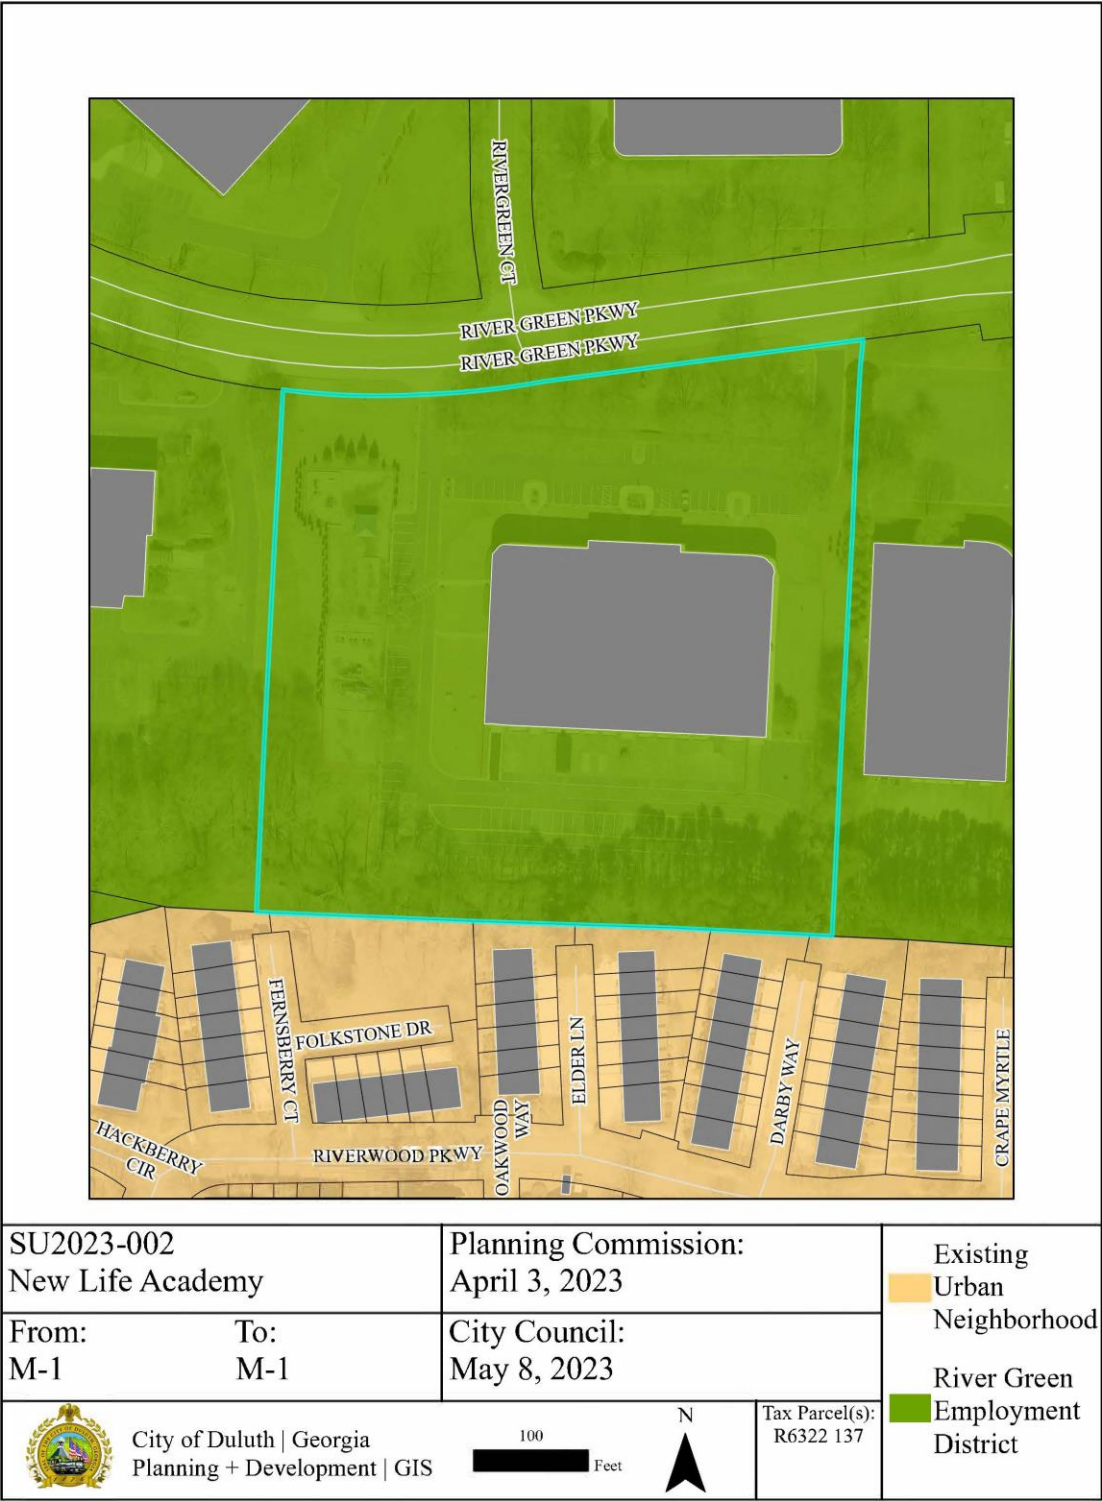 RIVERGREEN CT
RIVER GREEN PKWY
RIVER GREEN PKWY
FERNSBERRY CT
FOLKSTONE DR
ELDER LN
DARBY WAY
CRAPE MYRTLE
OAKWOOD
WAY
HACKBERRY
CIR
RIVERWOOD PKWY
SU2023-002
New Life Academy
Planning Commission:
April 3, 2023
From: To:
M-1 M-1
City Council:
May 8, 2023
Existing
Urban
Neighborhood
River Green
Employment
District
City of Duluth | Georgia
Planning + Development | GIS
100
Feet
N
Tax Parcel(s):
R6322 137